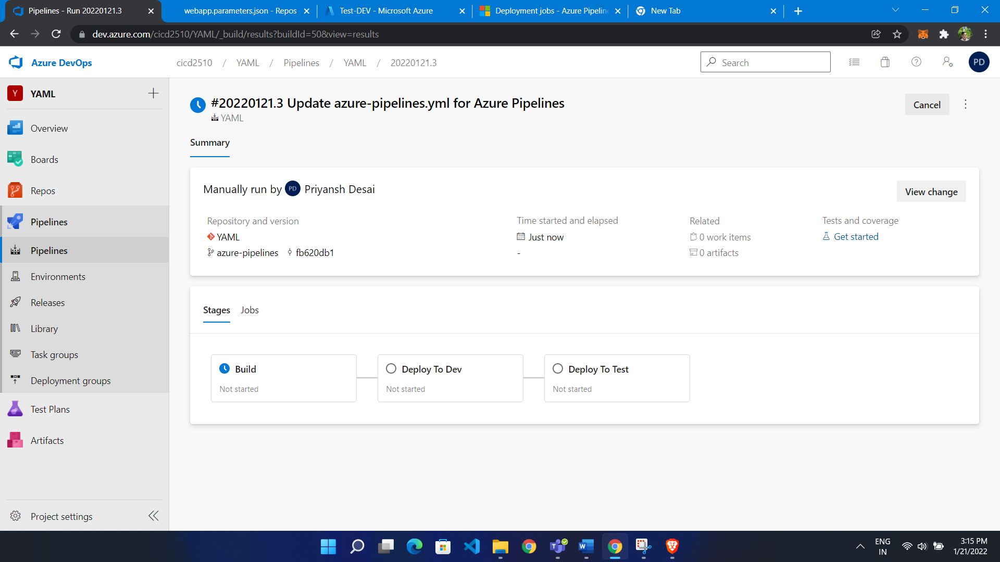 Pipelines - Run 20220121.3
webapp.parameters.json - Repos
Test-DEV - Microsoft Azure
Deployment jobs - Azure Pipeline
New Tab
dev.azure.com/cicd2510/YAML/_build/results?buildId=50&view=results
Azure DevOps
cicd2510 / YAML / Pipelines / YAML / 20220121.3
Search
PD
Y YAML
Overview
Boards
Repos
Pipelines
Pipelines
Environments
Releases
Library
Task groups
Deployment groups
Test Plans
Artifacts
Project settings
#20220121.3 Update azure-pipelines.yml for Azure Pipelines
YAML
Cancel
Summary
Manually run by PD Priyansh Desai
View change
Repository and version
YAML
azure-pipelines fb620db1
Time started and elapsed
Just now
-
Related
0 work items
0 artifacts
Tests and coverage
Get started
Stages Jobs
Build
Not started
Deploy To Dev
Not started
Deploy To Test
Not started
ENG
IN
3:15 PM
1/21/2022